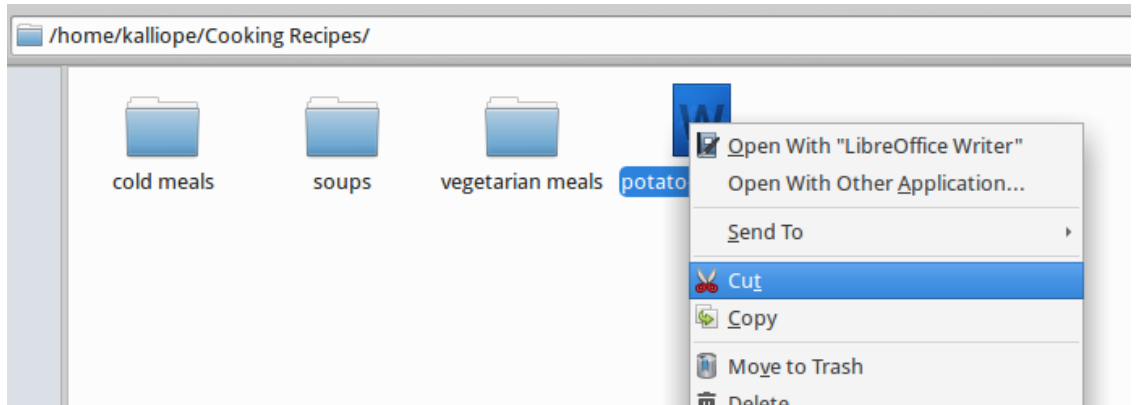 /home/kalliope/Cooking Recipes/
cold meals
soups
vegetarian meals
potato
W
Open With "LibreOffice Writer"
Open With Other Application...
Send To
Cut
Copy
Move to Trash
Delete